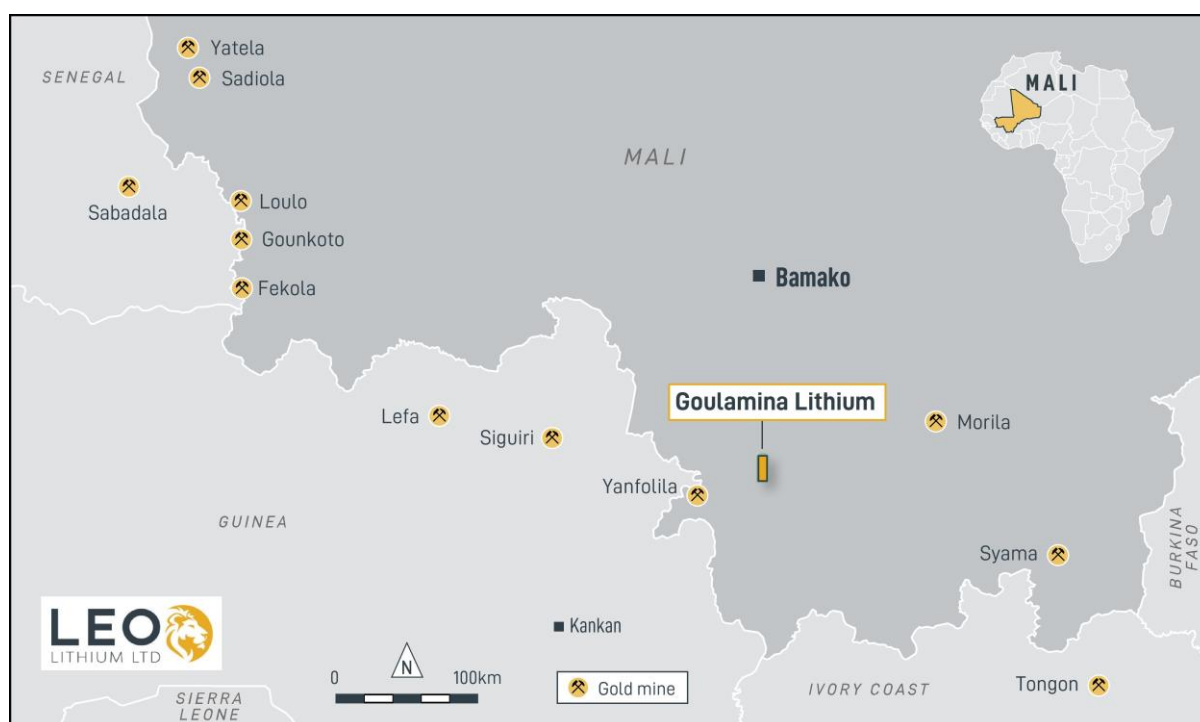 Yatela
SENEGAL
Sadiola
MALI
MALI
Sabadala
Loulo
Gounkoto
Bamako
Fekola
Goulamina Lithium
Lefa
Morila
Siguiri
Yanfolila
GUINEA
Syama
BURKINA
FASO
LEO
LITHIUM LTD
Kankan
N
0 100km
Gold mine
SIERRA
LEONE
IVORY COAST
Tongon